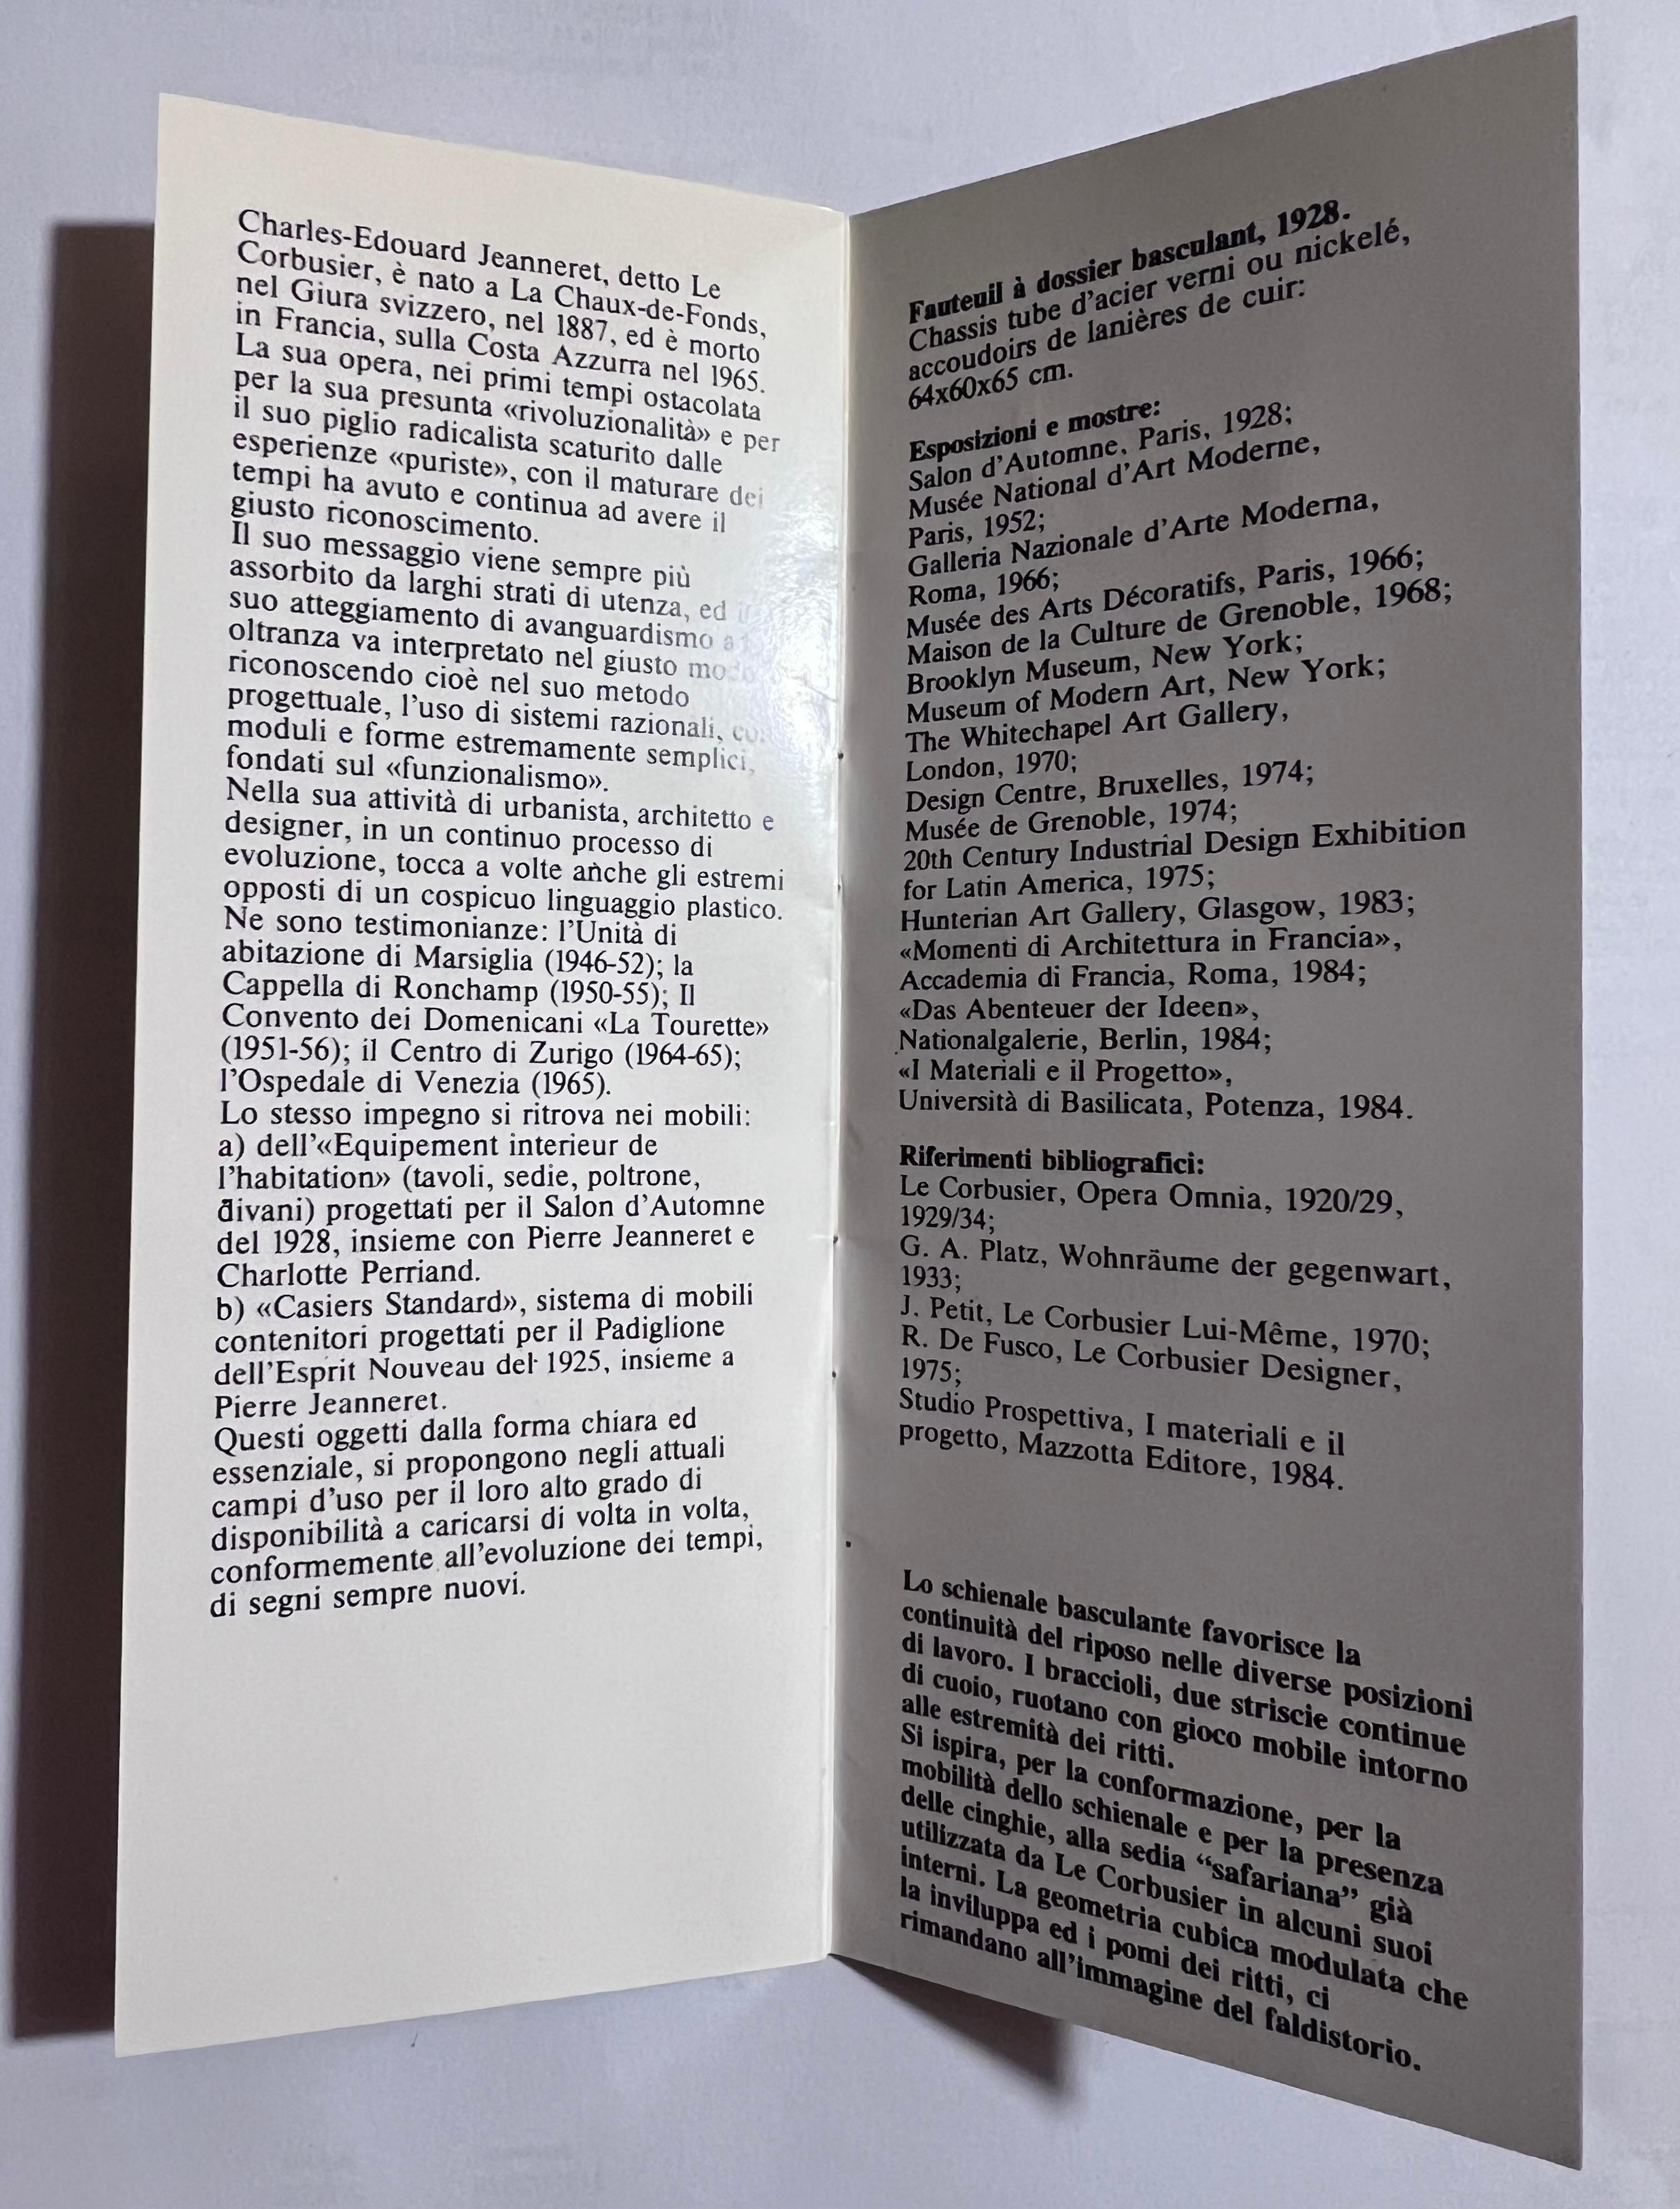 Charles-Edouard Jeanneret, detto Le
Corbusier, è nato a La Chaux-de-Fonds,
nel Giura svizzero, nel 1887, ed è morto
in Francia, sulla Costa Azzurra nel 1965.
La sua opera, nei primi tempi ostacolata
per la sua presunta «rivoluzionalità» e per
il suo piglio radicalista scaturito dalle
esperienze «puriste», con il maturare dei
tempi ha avuto e continua ad avere il
giusto riconoscimento.
Il suo messaggio viene sempre più
assorbito da larghi strati di utenza, ed il
suo atteggiamento di avanguardismo a
oltranza va interpretato nel giusto modo
riconoscendo cioè nel suo metodo
progettuale, l'uso di sistemi razionali, con
moduli e forme estremamente semplici,
fondati sul «funzionalismo».
Nella sua attività di urbanista, architetto e
designer, in un continuo processo di
evoluzione, tocca a volte anche gli estremi
opposti di un cospicuo linguaggio plastico.
Ne sono testimonianze: l'Unità di
abitazione di Marsiglia (1946-52); la
Cappella di Ronchamp (1950-55); Il
Convento dei Domenicani «La Tourette»
(1951-56); il Centro di Zurigo (1964-65);
l'Ospedale di Venezia (1965).
Lo stesso impegno si ritrova nei mobili:
a) dell'«Equipement interieur de
l'habitation» (tavoli, sedie, poltrone,
divani) progettati per il Salon d'Automne
del 1928, insieme con Pierre Jeanneret e
Charlotte Perriand.
b) «Casiers Standard», sistema di mobili
contenitori progettati per il Padiglione
dell'Esprit Nouveau del 1925, insieme a
Pierre Jeanneret.
Questi oggetti dalla forma chiara ed
essenziale, si propongono negli attuali
campi d'uso per il loro alto grado di
disponibilità a caricarsi di volta in volta,
conformemente all'evoluzione dei tempi,
di segni sempre nuovi.
Fauteuil à dossier basculant, 1928.
Chassis tube d'acier verni ou nickelé,
accoudoirs de lanières de cuir:
64x60x65 cm.
Esposizioni e mostre:
Salon d'Automne, Paris, 1928;
Musée National d'Art Moderne,
Paris, 1952;
Galleria Nazionale d'Arte Moderna,
Roma, 1966;
Musée des Arts Décoratifs, Paris, 1966;
Maison de la Culture de Grenoble, 1968;
Brooklyn Museum, New York;
Museum of Modern Art, New York;
The Whitechapel Art Gallery,
London, 1970;
Design Centre, Bruxelles, 1974;
Musée de Grenoble, 1974;
20th Century Industrial Design Exhibition
for Latin America, 1975;
Hunterian Art Gallery, Glasgow, 1983;
«Momenti di Architettura in Francia»,
Accademia di Francia, Roma, 1984;
«Das Abenteuer der Ideen»,
Nationalgalerie, Berlin, 1984;
«I Materiali e il Progetto»,
Università di Basilicata, Potenza, 1984.
Riferimenti bibliografici:
Le Corbusier, Opera Omnia, 1920/29,
1929/34;
G. A. Platz, Wohnräume der gegenwart,
1933;
J. Petit, Le Corbusier Lui-Même, 1970;
R. De Fusco, Le Corbusier Designer,
1975;
Studio Prospettiva, I materiali e il
progetto, Mazzotta Editore, 1984.
Lo schienale basculante favorisce la
continuità del riposo nelle diverse posizioni
di lavoro. I braccioli, due striscie continue
di cuoio, ruotano con gioco mobile intorno
alle estremità dei ritti.
Si ispira, per la conformazione, per la
mobilità dello schienale e per la presenza
delle cinghie, alla sedia “safariana” già
utilizzata da Le Corbusier in alcuni suoi
interni. La geometria cubica modulata che
la inviluppa ed i pomi dei ritti, ci
rimandano all'immagine del faldistorio.